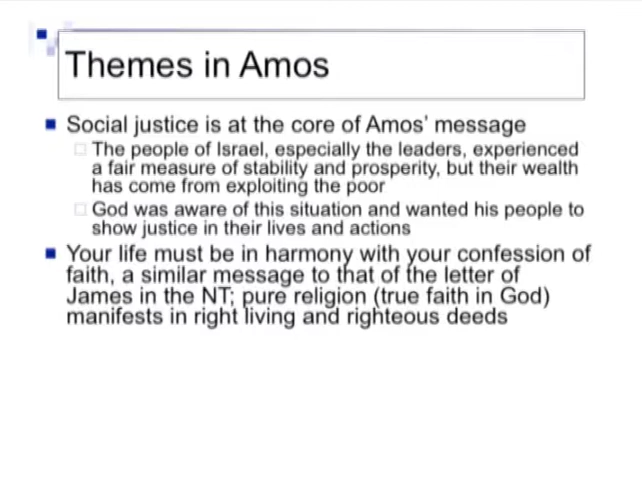 Themes in Amos
Social justice is at the core of Amos' message
The people of Israel, especially the leaders, experienced
a fair measure of stability and prosperity, but their wealth
has come from exploiting the poor
God was aware of this situation and wanted his people to
show justice in their lives and actions
Your life must be in harmony with your confession of
faith, a similar message to that of the letter of
James in the NT; pure religion (true faith in God)
manifests in right living and righteous deeds